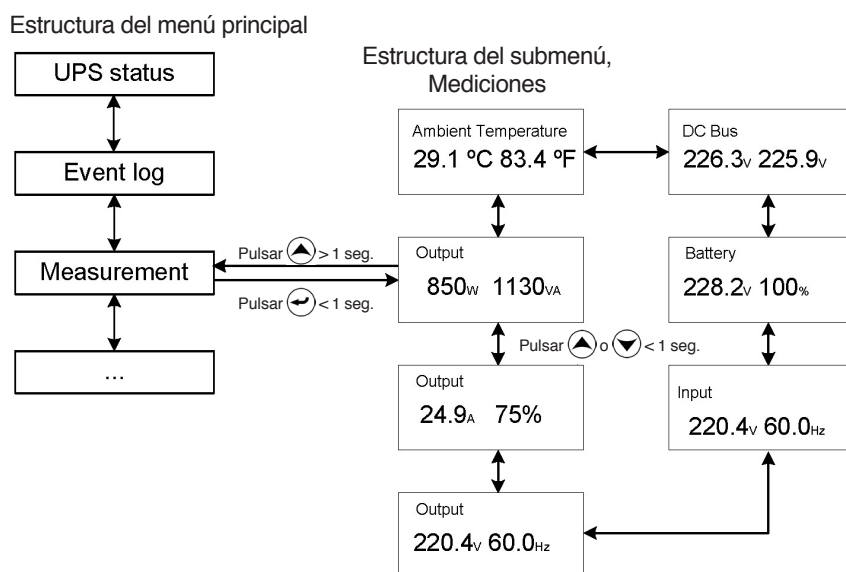 Estructura del menú principal
UPS status
Event log
Measurement
...
Estructura del submenú,
Mediciones
Pulsar > 1 seg.
Pulsar < 1 seg.
Ambient Temperature
29.1 ºC 83.4 ºF
Output
850W 1130VA
Pulsar o < 1 seg.
Output
24.9A 75%
Output
220.4V 60.0Hz
DC Bus
226.3V 225.9V
Battery
228.2V 100%
Input
220.4V 60.0Hz